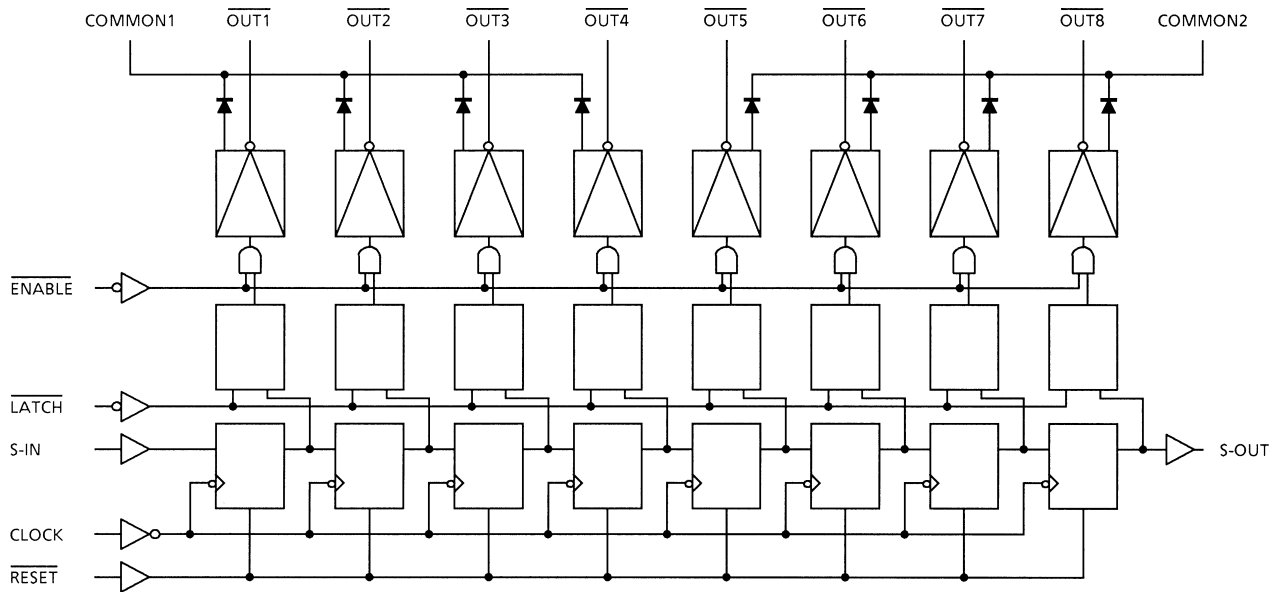 COMMON1 OUT1 OUT2 OUT3 OUT4 OUT5 OUT6 OUT7 OUT8 COMMON2
ENABLE
LATCH
S-IN
S-OUT
CLOCK
RESET